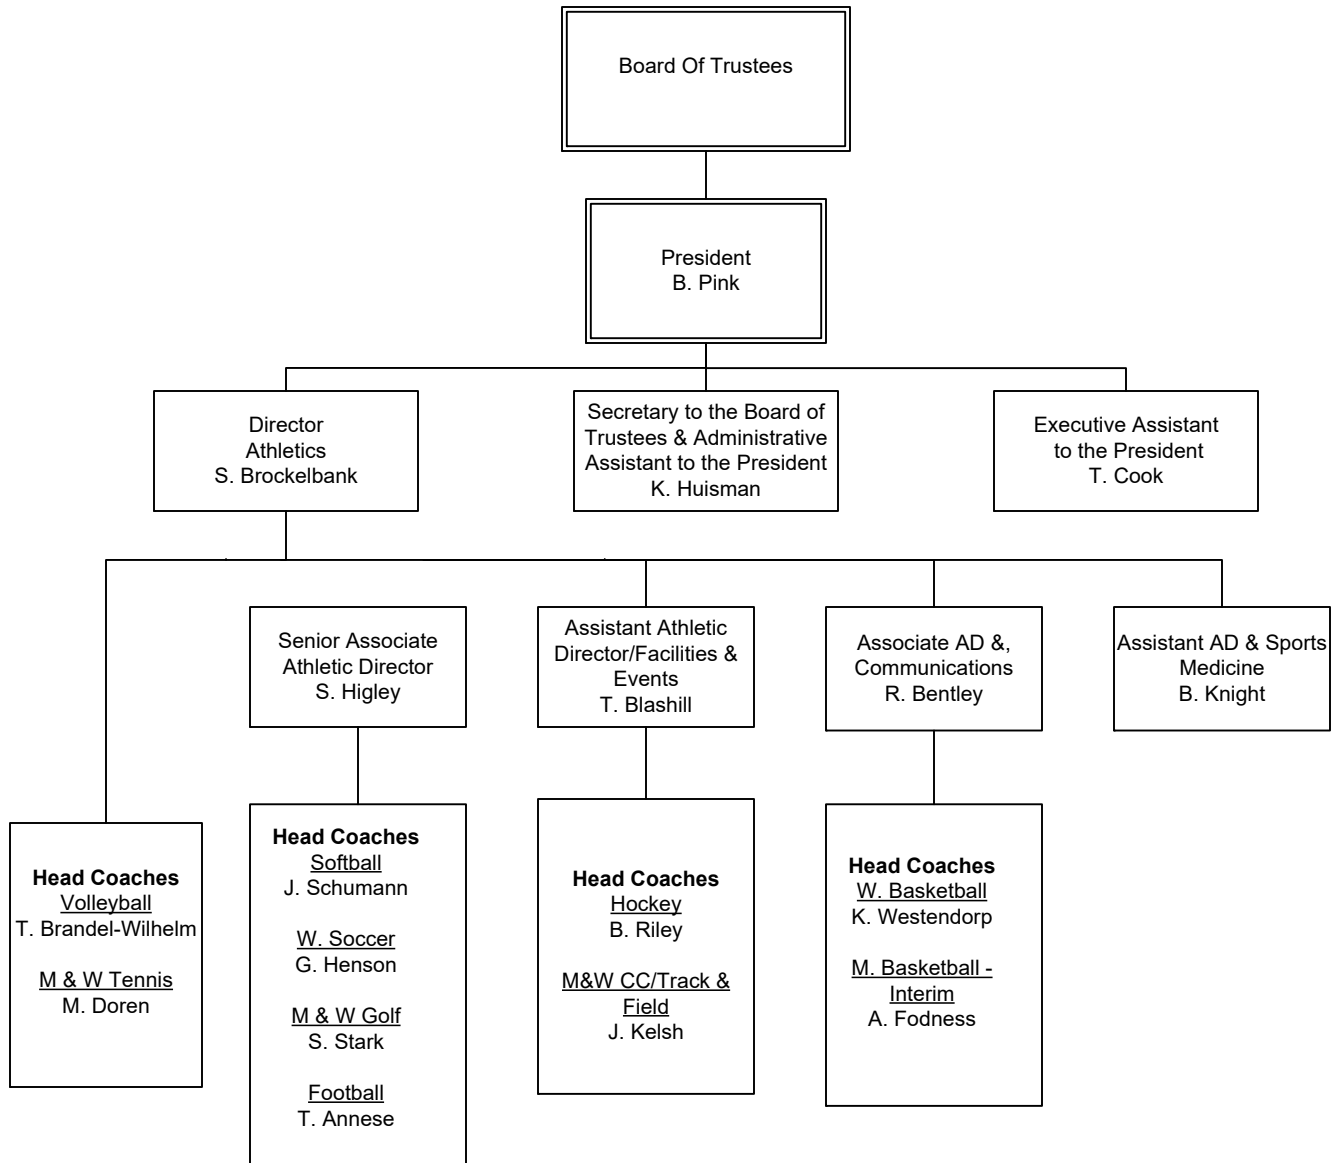 Board Of Trustees
President
B. Pink
Director
Athletics
S. Brockelbank
Secretary to the Board of
Trustees & Administrative
Assistant to the President
K. Huisman
Executive Assistant
to the President
T. Cook
Senior Associate
Athletic Director
S. Higley
Assistant Athletic
Director/Facilities &
Events
T. Blashill
Associate AD &,
Communications
R. Bentley
Assistant AD & Sports
Medicine
B. Knight
Head Coaches
Volleyball
T. Brandel-Wilhelm
M & W Tennis
M. Doren
Head Coaches
Softball
J. Schumann
W. Soccer
G. Henson
M & W Golf
S. Stark
Football
T. Annese
Head Coaches
Hockey
B. Riley
M&W CC/Track &
Field
J. Kelsh
Head Coaches
W. Basketball
K. Westendorp
M. Basketball -
Interim
A. Fodness